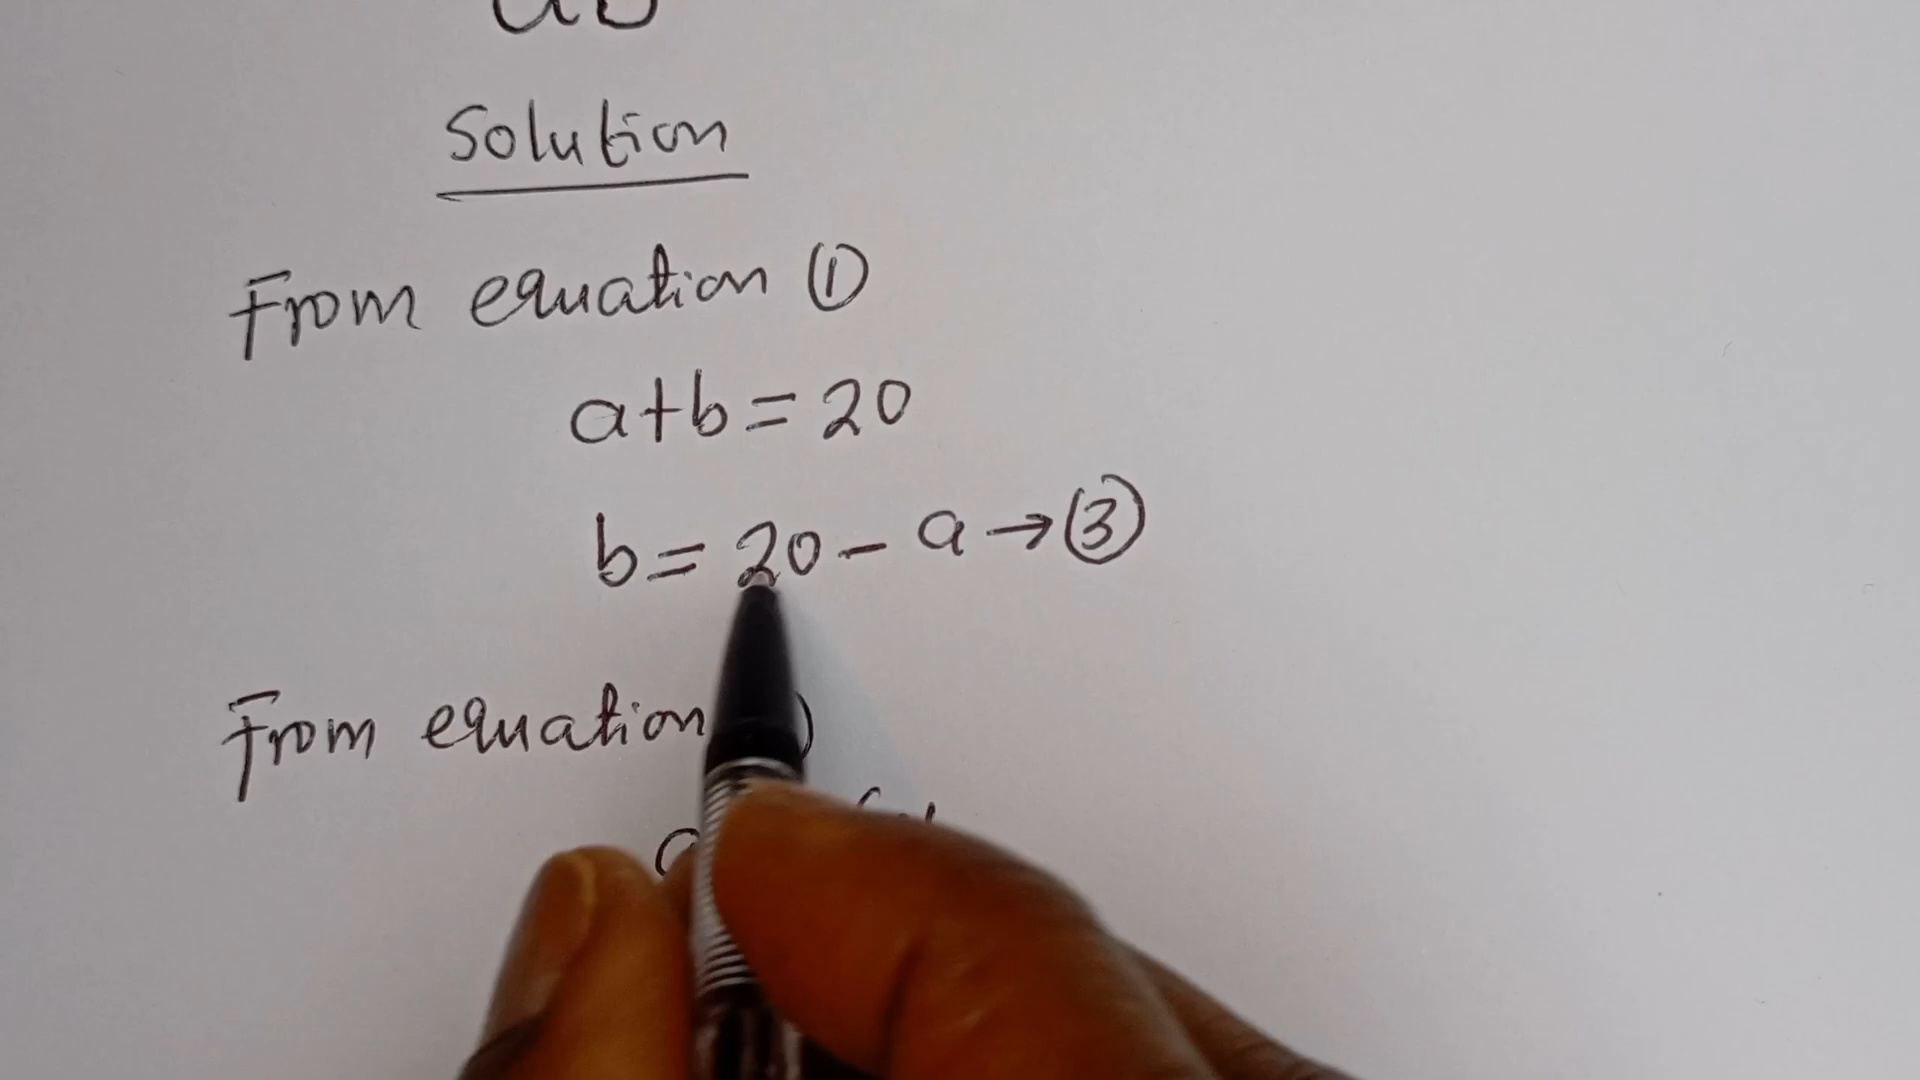 Solution
From equation ①
a+b=20
b=20-a→③
From equation